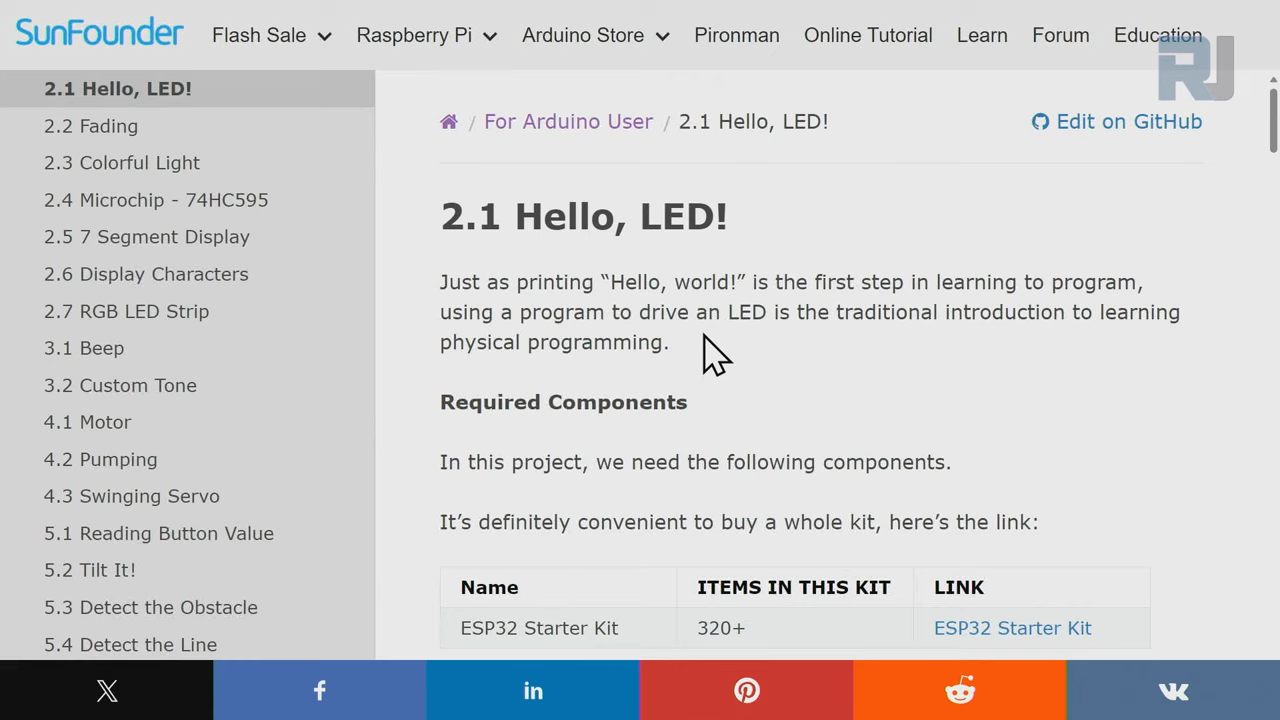 SunFounder
Flash Sale
Raspberry Pi
Arduino Store
Pironman
Online Tutorial
Learn
Forum
Education
RJ
2.1 Hello, LED!
2.2 Fading
2.3 Colorful Light
2.4 Microchip - 74HC595
2.5 7 Segment Display
2.6 Display Characters
2.7 RGB LED Strip
3.1 Beep
3.2 Custom Tone
4.1 Motor
4.2 Pumping
4.3 Swinging Servo
5.1 Reading Button Value
5.2 Tilt It!
5.3 Detect the Obstacle
5.4 Detect the Line
/ For Arduino User / 2.1 Hello, LED!
Edit on GitHub
2.1 Hello, LED!
Just as printing “Hello, world!” is the first step in learning to program,
using a program to drive an LED is the traditional introduction to learning
physical programming.
Required Components
In this project, we need the following components.
It’s definitely convenient to buy a whole kit, here’s the link:
Name ITEMS IN THIS KIT LINK
ESP32 Starter Kit 320+ ESP32 Starter Kit